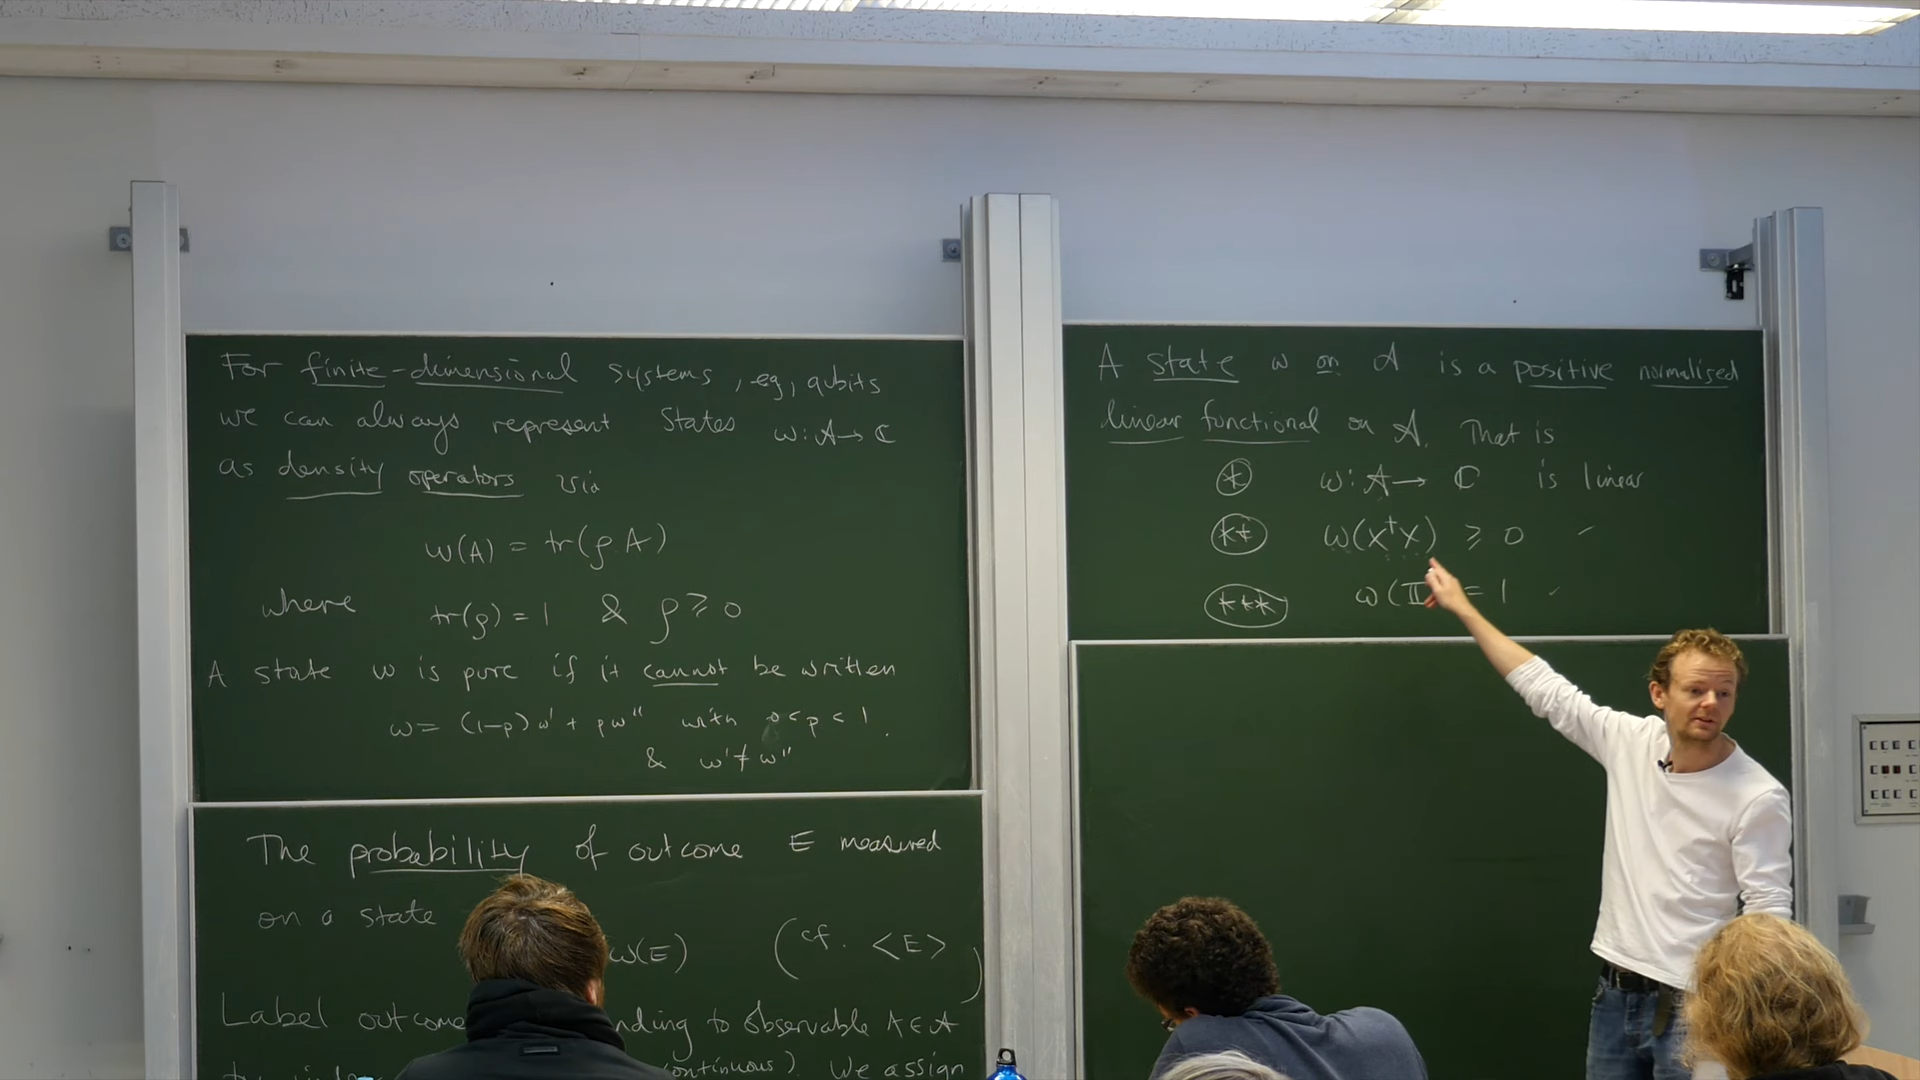 For finite-dimensional systems, eg, qubits
we can always represent states ω: A → ℂ
as density operators via
ω(A) = tr(ρA)
where tr(ρ) = 1 & ρ ⩾ 0
A state ω is pure if it cannot be written
ω = (1-p)ω' + pω'' with 0 < p < 1.
& ω' ≠ ω''
The probability of outcome E measured
on a state
ω(E) (cf. <E>)
Label outcome nding to observable A ∈ A
continuous). We assign
A state ω on A is a positive normalised
linear functional on A. That is
(*) ω: A → ℂ is linear
(**) ω(X†X) ⩾ 0
(***) ω(𝕀 = 1